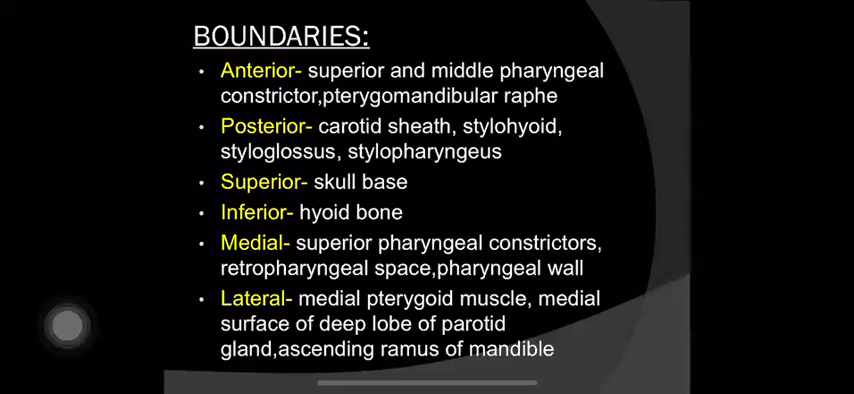 BOUNDARIES:
• Anterior- superior and middle pharyngeal
constrictor,pterygomandibular raphe
• Posterior- carotid sheath, stylohyoid,
styloglossus, stylopharyngeus
• Superior- skull base
• Inferior- hyoid bone
• Medial- superior pharyngeal constrictors,
retropharyngeal space,pharyngeal wall
• Lateral- medial pterygoid muscle, medial
surface of deep lobe of parotid
gland,ascending ramus of mandible